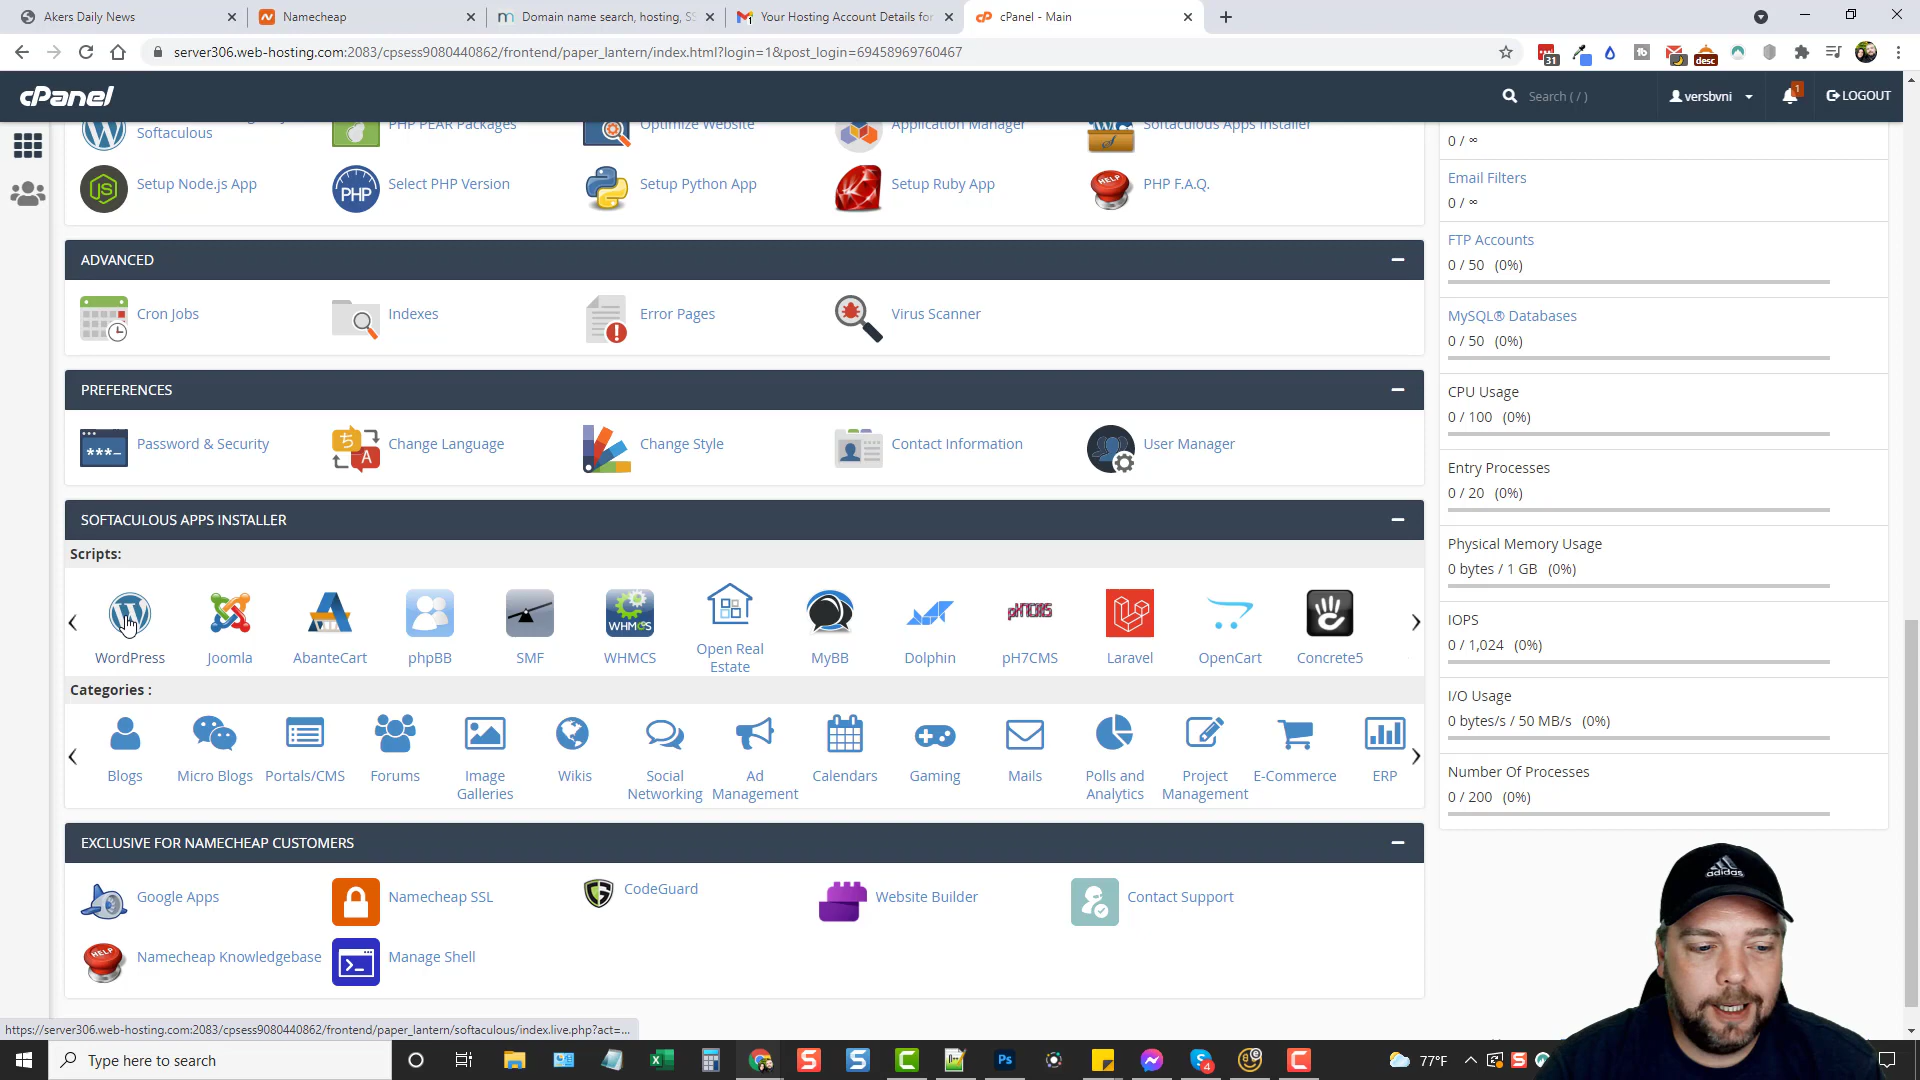 Akers Daily News
Namecheap
Domain name search, hosting, SS
Your Hosting Account Details for
cPanel - Main
server306.web-hosting.com:2083/cpsess9080440862/frontend/paper_lantern/index.html?login=1&post_login=69458969760467
31
desc
cPanel
Search ( / )
versbvni
1
LOGOUT
Softaculous
PHP PEAR Packages
Optimize Website
Application Manager
Softaculous Apps Installer
Setup Node.js App
Select PHP Version
Setup Python App
Setup Ruby App
PHP F.A.Q.
ADVANCED
Cron Jobs
Indexes
Error Pages
Virus Scanner
PREFERENCES
Password & Security
Change Language
Change Style
Contact Information
User Manager
SOFTACULOUS APPS INSTALLER
Scripts:
WordPress
Joomla
AbanteCart
phpBB
SMF
WHMCS
Open Real
Estate
MyBB
Dolphin
pH7CMS
Laravel
OpenCart
Concrete5
Categories :
Blogs
Micro Blogs
Portals/CMS
Forums
Image
Galleries
Wikis
Social
Networking
Ad
Management
Calendars
Gaming
Mails
Polls and
Analytics
Project
Management
E-Commerce
ERP
EXCLUSIVE FOR NAMECHEAP CUSTOMERS
Google Apps
Namecheap SSL
CodeGuard
Website Builder
Contact Support
Namecheap Knowledgebase
Manage Shell
0 / ∞
Email Filters
0 / ∞
FTP Accounts
0 / 50 (0%)
MySQL® Databases
0 / 50 (0%)
CPU Usage
0 / 100 (0%)
Entry Processes
0 / 20 (0%)
Physical Memory Usage
0 bytes / 1 GB (0%)
IOPS
0 / 1,024 (0%)
I/O Usage
0 bytes/s / 50 MB/s (0%)
Number Of Processes
0 / 200 (0%)
adidas
https://server306.web-hosting.com:2083/cpsess9080440862/frontend/paper_lantern/softaculous/index.live.php?act=...
Type here to search
77°F